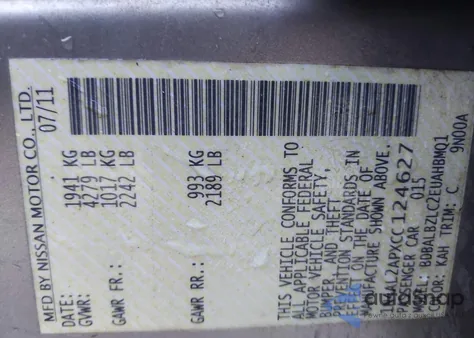 MFD BY NISSAN MOTOR CO., LTD.
DATE: 07/11
GVWR: 1941 KG
4279 LB
GAWR FR.: 1017 KG
2242 LB
GAWR RR.: 993 KG
2189 LB
THIS VEHICLE CONFORMS TO
ALL APPLICABLE FEDERAL
MOTOR VEHICLE SAFETY,
BUMPER, AND THEFT
PREVENTION STANDARDS IN
EFFECT ON THE DATE OF
MANUFACTURE SHOWN ABOVE.
AL2APXCC124627
PASSENGER CAR 015
MODEL: BDBALBZLC2EUAHBMQ1
COLOR: KAH TRIM: C 9N00A
autosnap